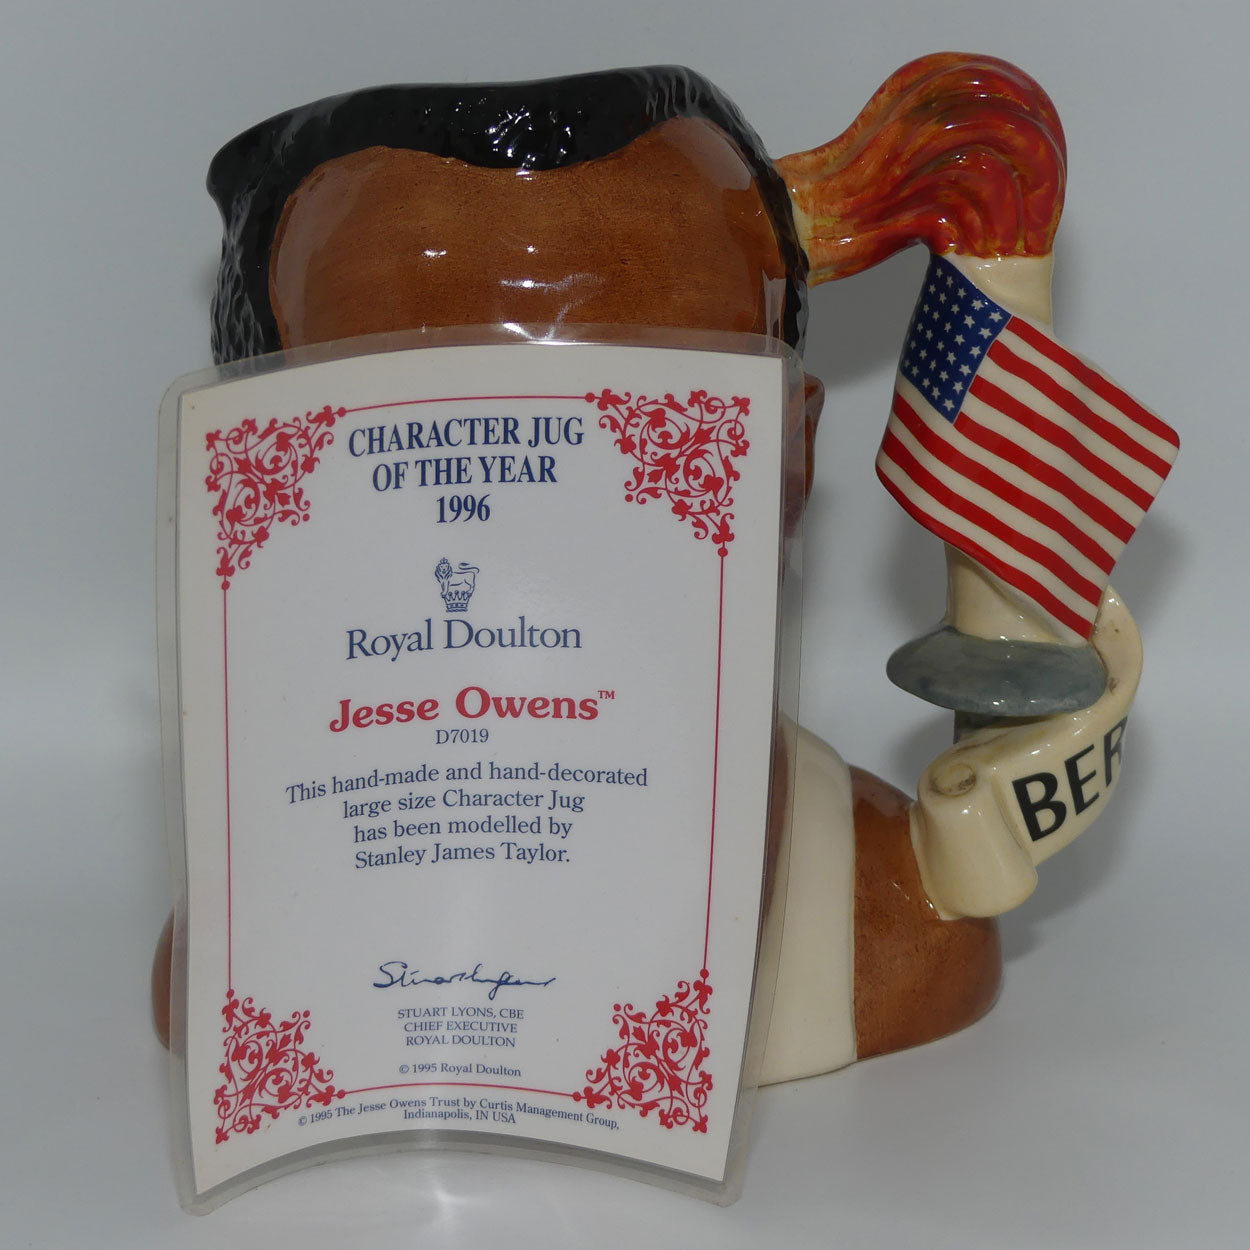 CHARACTER JUG
OF THE YEAR
1996
Royal Doulton
Jesse Owens™
D7019
This hand-made and hand-decorated
large size Character Jug
has been modelled by
Stanley James Taylor.
STUART LYONS, CBE
CHIEF EXECUTIVE
ROYAL DOULTON
© 1995 Royal Doulton
© 1995 The Jesse Owens Trust by Curtis Management Group,
Indianapolis, IN USA
BER